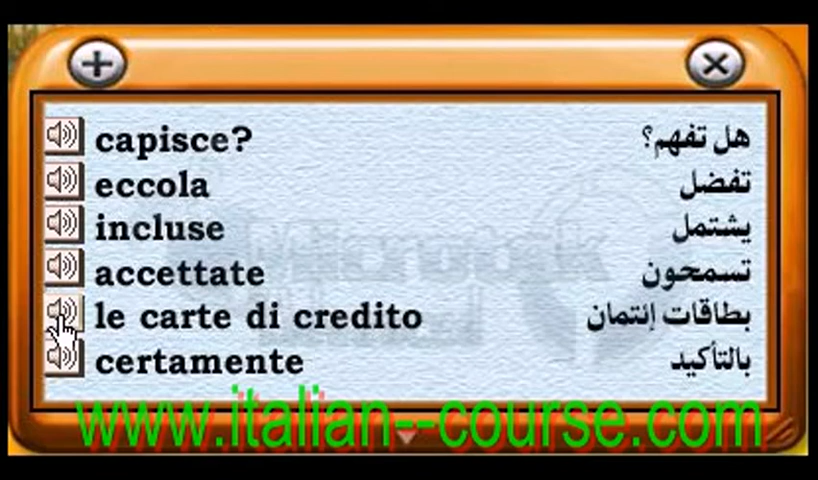 capisce? هل تفهم؟
eccola تفضل
incluse يشتمل
accettate تسمحون
le carte di credito بطاقات إئتمان
certamente بالتأكيد
www.italian--course.com